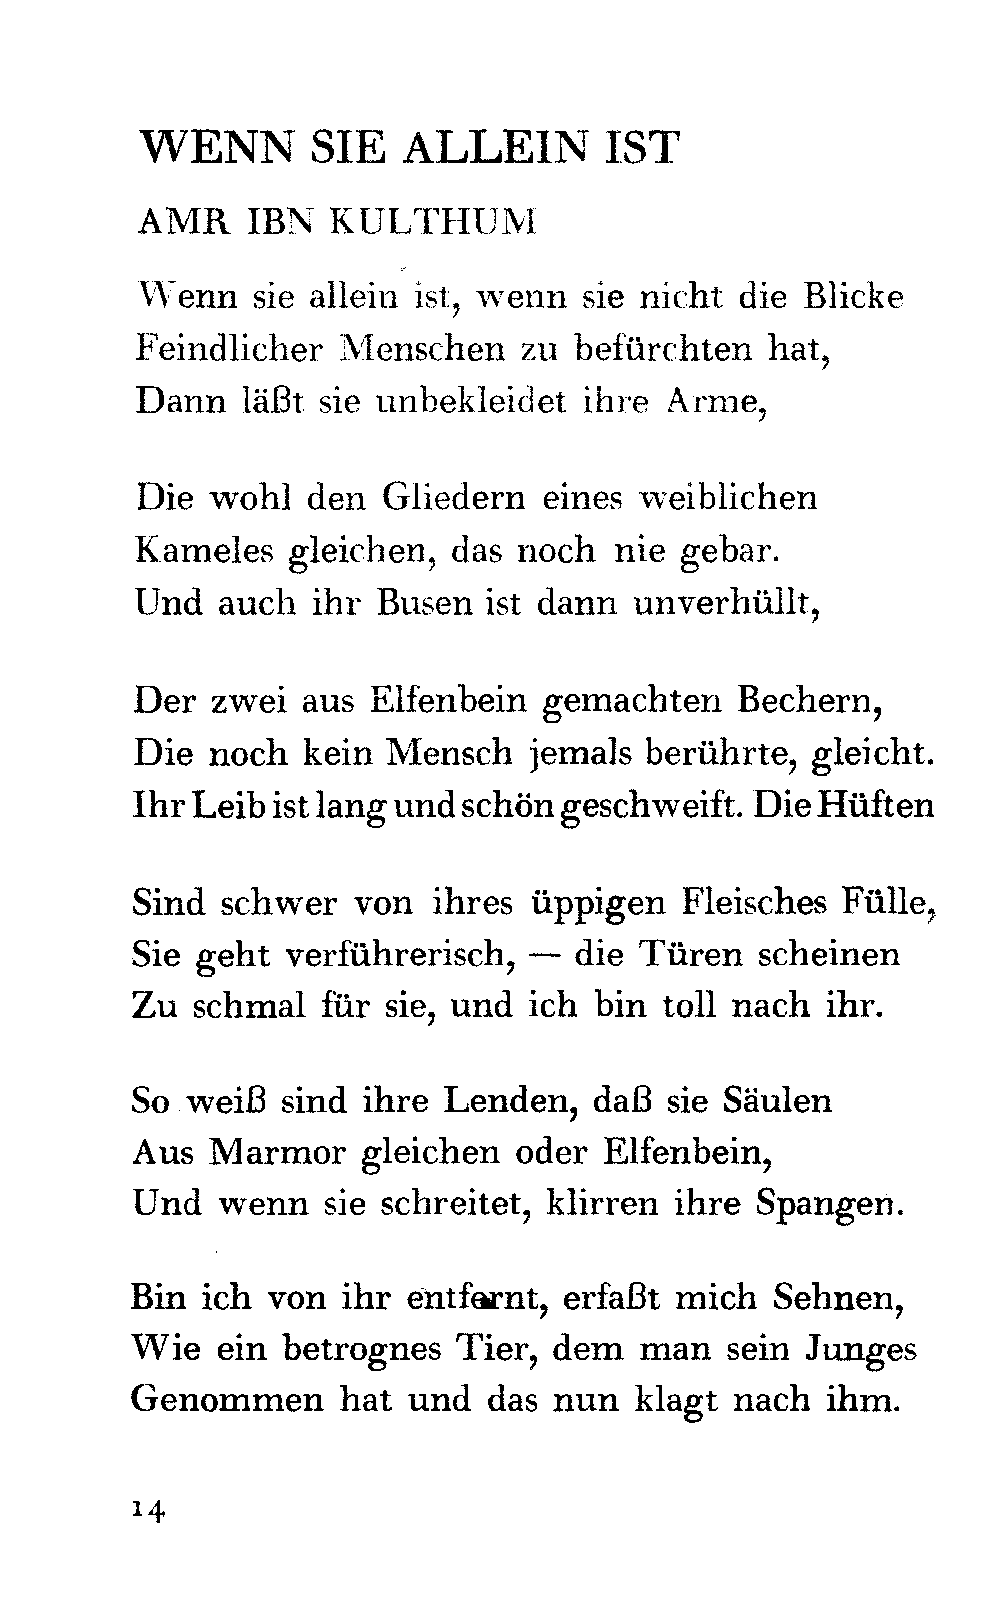 WENN SIE ALLEIN IST
AMR IBN KULTHUM
Wenn sie allein ist, wenn sie nicht die Blicke
Feindlicher Menschen zu befürchten hat,
Dann läßt sie unbekleidet ihre Arme,
Die wohl den Gliedern eines weiblichen
Kameles gleichen, das noch nie gebar.
Und auch ihr Busen ist dann unverhüllt,
Der zwei aus Elfenbein gemachten Bechern,
Die noch kein Mensch jemals berührte, gleicht.
Ihr Leib ist lang und schön geschweift. Die Hüften
Sind schwer von ihres üppigen Fleisches Fülle,
Sie geht verführerisch, — die Türen scheinen
Zu schmal für sie, und ich bin toll nach ihr.
So weiß sind ihre Lenden, daß sie Säulen
Aus Marmor gleichen oder Elfenbein,
Und wenn sie schreitet, klirren ihre Spangen.
Bin ich von ihr entfernt, erfaßt mich Sehnen,
Wie ein betrognes Tier, dem man sein Junges
Genommen hat und das nun klagt nach ihm.
14